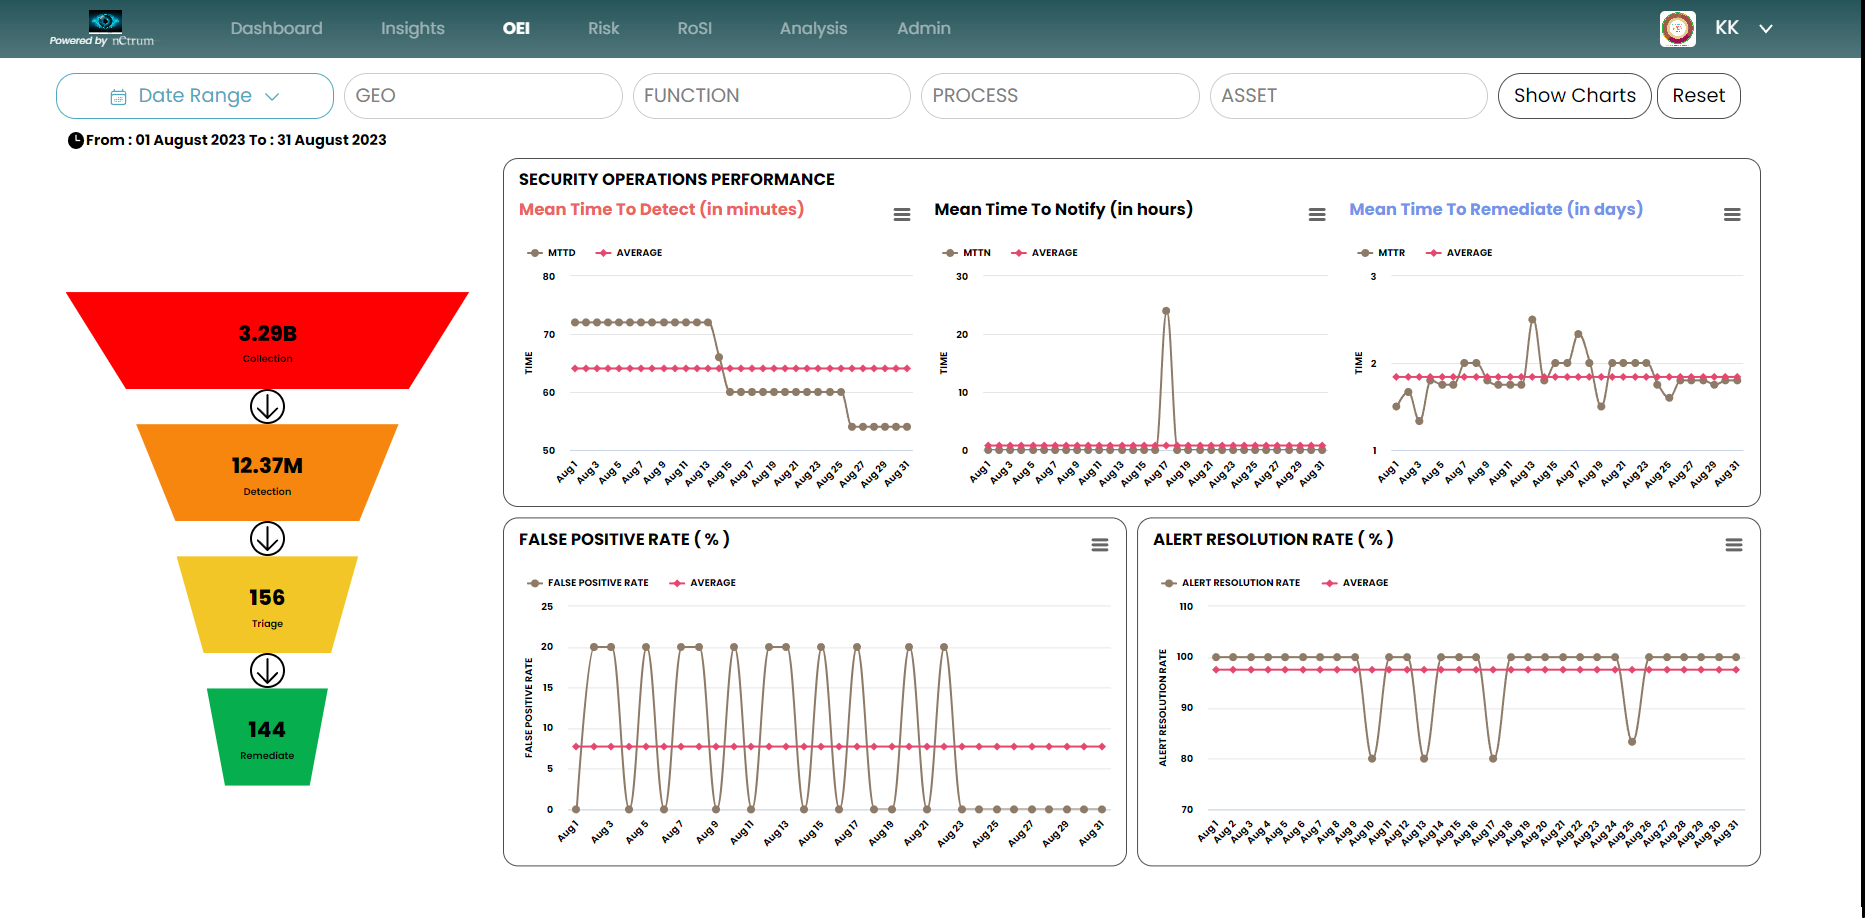 Powered by nCtrum
Dashboard
Insights
OEI
Risk
RoSI
Analysis
Admin
KK
Date Range
GEO
FUNCTION
PROCESS
ASSET
Show Charts
Reset
From : 01 August 2023 To : 31 August 2023
3.29B
Collection
12.37M
Detection
156
Triage
144
Remediate
SECURITY OPERATIONS PERFORMANCE
Mean Time To Detect (in minutes)
MTTD
AVERAGE
TIME
80
70
60
50
Aug 1
Aug 3
Aug 5
Aug 7
Aug 9
Aug 11
Aug 13
Aug 15
Aug 17
Aug 19
Aug 21
Aug 23
Aug 25
Aug 27
Aug 29
Aug 31
Mean Time To Notify (in hours)
MTTN
AVERAGE
TIME
30
20
10
0
Aug 1
Aug 3
Aug 5
Aug 7
Aug 9
Aug 11
Aug 13
Aug 15
Aug 17
Aug 19
Aug 21
Aug 23
Aug 25
Aug 27
Aug 29
Aug 31
Mean Time To Remediate (in days)
MTTR
AVERAGE
TIME
3
2
1
Aug 1
Aug 3
Aug 5
Aug 7
Aug 9
Aug 11
Aug 13
Aug 15
Aug 17
Aug 19
Aug 21
Aug 23
Aug 25
Aug 27
Aug 29
Aug 31
FALSE POSITIVE RATE ( % )
FALSE POSITIVE RATE
AVERAGE
FALSE POSITIVE RATE
25
20
15
10
5
0
Aug 1
Aug 3
Aug 5
Aug 7
Aug 9
Aug 11
Aug 13
Aug 15
Aug 17
Aug 19
Aug 21
Aug 23
Aug 25
Aug 27
Aug 29
Aug 31
ALERT RESOLUTION RATE ( % )
ALERT RESOLUTION RATE
AVERAGE
ALERT RESOLUTION RATE
110
100
90
80
70
Aug 1
Aug 2
Aug 3
Aug 4
Aug 5
Aug 6
Aug 7
Aug 8
Aug 9
Aug 10
Aug 11
Aug 12
Aug 13
Aug 14
Aug 15
Aug 16
Aug 17
Aug 18
Aug 19
Aug 20
Aug 21
Aug 22
Aug 23
Aug 24
Aug 25
Aug 26
Aug 27
Aug 28
Aug 29
Aug 30
Aug 31